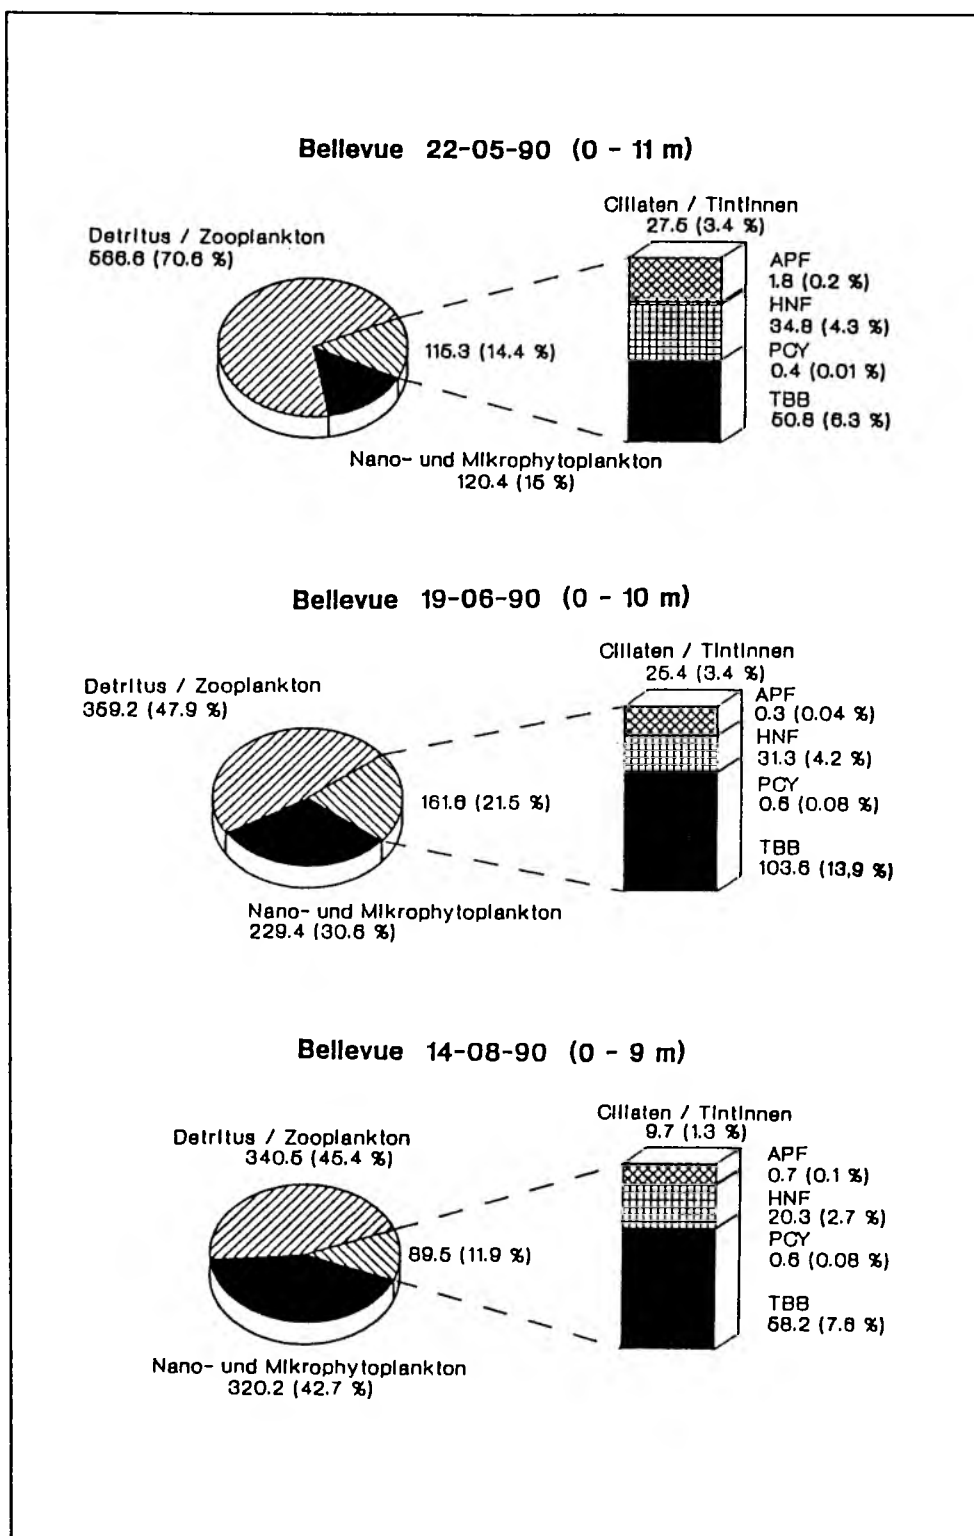 Bellevue 22-05-90 (0 - 11 m)
Detritus / Zooplankton
566.6 (70.6 %)
115.3 (14.4 %)
Nano- und Mikrophytoplankton
120.4 (15 %)
Ciliaten / Tintinnen
27.5 (3.4 %)
APF
1.8 (0.2 %)
HNF
34.8 (4.3 %)
PCY
0.4 (0.01 %)
TBB
50.8 (6.3 %)
Bellevue 19-06-90 (0 - 10 m)
Detritus / Zooplankton
359.2 (47.9 %)
161.6 (21.5 %)
Nano- und Mikrophytoplankton
229.4 (30.6 %)
Ciliaten / Tintinnen
25.4 (3.4 %)
APF
0.3 (0.04 %)
HNF
31.3 (4.2 %)
PCY
0.6 (0.08 %)
TBB
103.6 (13,9 %)
Bellevue 14-08-90 (0 - 9 m)
Detritus / Zooplankton
340.5 (45.4 %)
89.5 (11.9 %)
Nano- und Mikrophytoplankton
320.2 (42.7 %)
Ciliaten / Tintinnen
9.7 (1.3 %)
APF
0.7 (0.1 %)
HNF
20.3 (2.7 %)
PCY
0.6 (0.08 %)
TBB
58.2 (7.6 %)